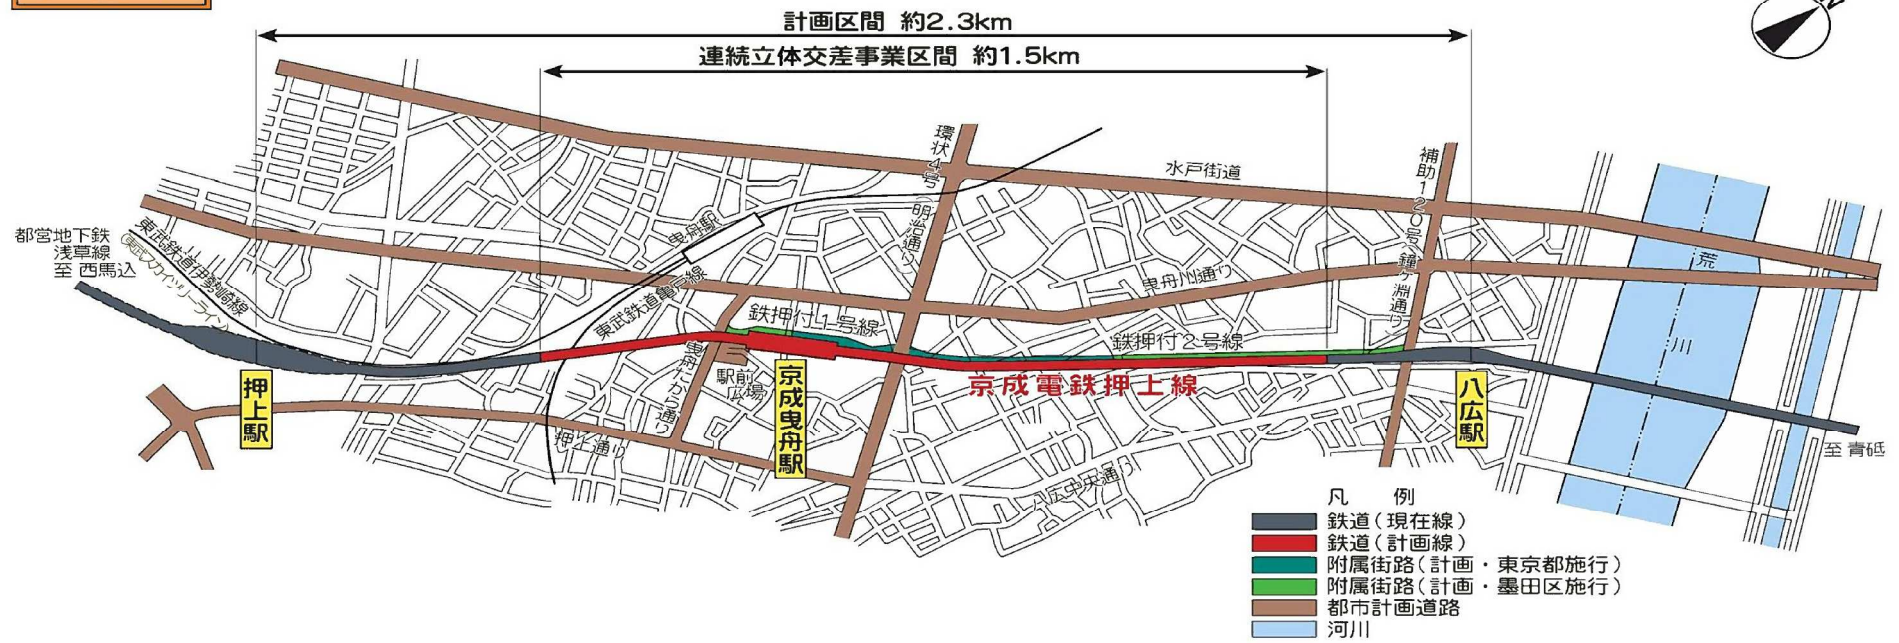 計画区間 約2.3km
連続立体交差事業区間 約1.5km
環状4号(明治通り)
水戸街道
補助120号(鐘ヶ淵通り)
都営地下鉄
浅草線
至 西馬込
東武鉄道伊勢崎線
(東武スカイツリーライン)
曳舟駅
東武鉄道亀戸線
曳舟川通り
荒川
鉄押付1号線
鉄押付2号線
曳舟たから通り
駅前
広場
京成電鉄押上線
押上駅
京成曳舟駅
八広駅
押上通り
八広中央通り
至 青砥
凡 例
鉄道(現在線)
鉄道(計画線)
附属街路(計画・東京都施行)
附属街路(計画・墨田区施行)
都市計画道路
河川